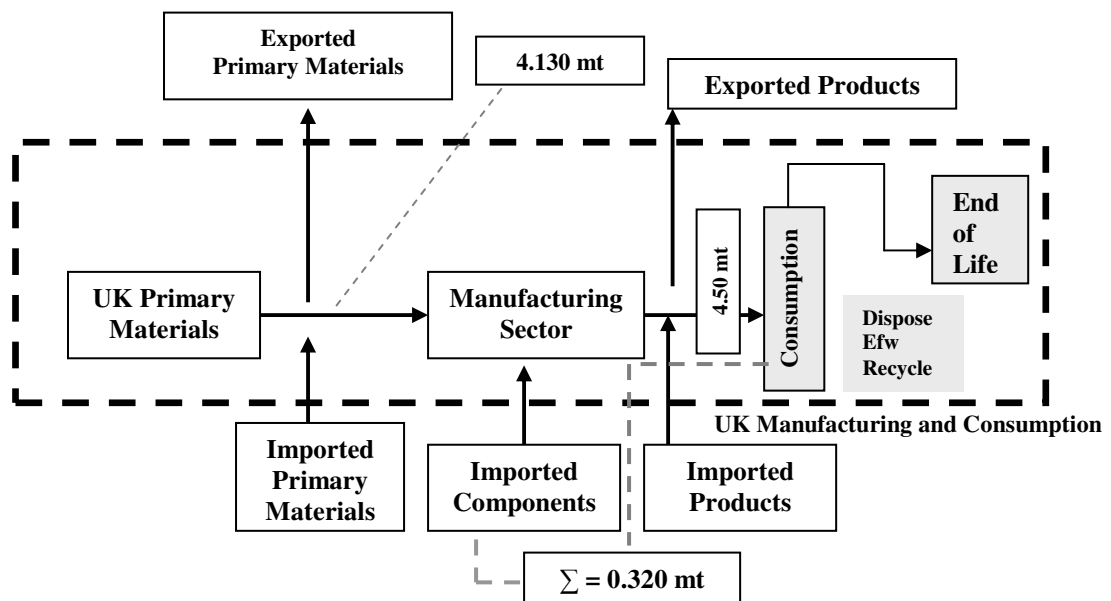 Exported
Primary Materials
4.130 mt
Exported Products
End
of
Life
4.50 mt
Consumption
UK Primary
Materials
Manufacturing
Sector
Dispose
Efw
Recycle
UK Manufacturing and Consumption
Imported
Primary
Materials
Imported
Components
Imported
Products
∑ = 0.320 mt